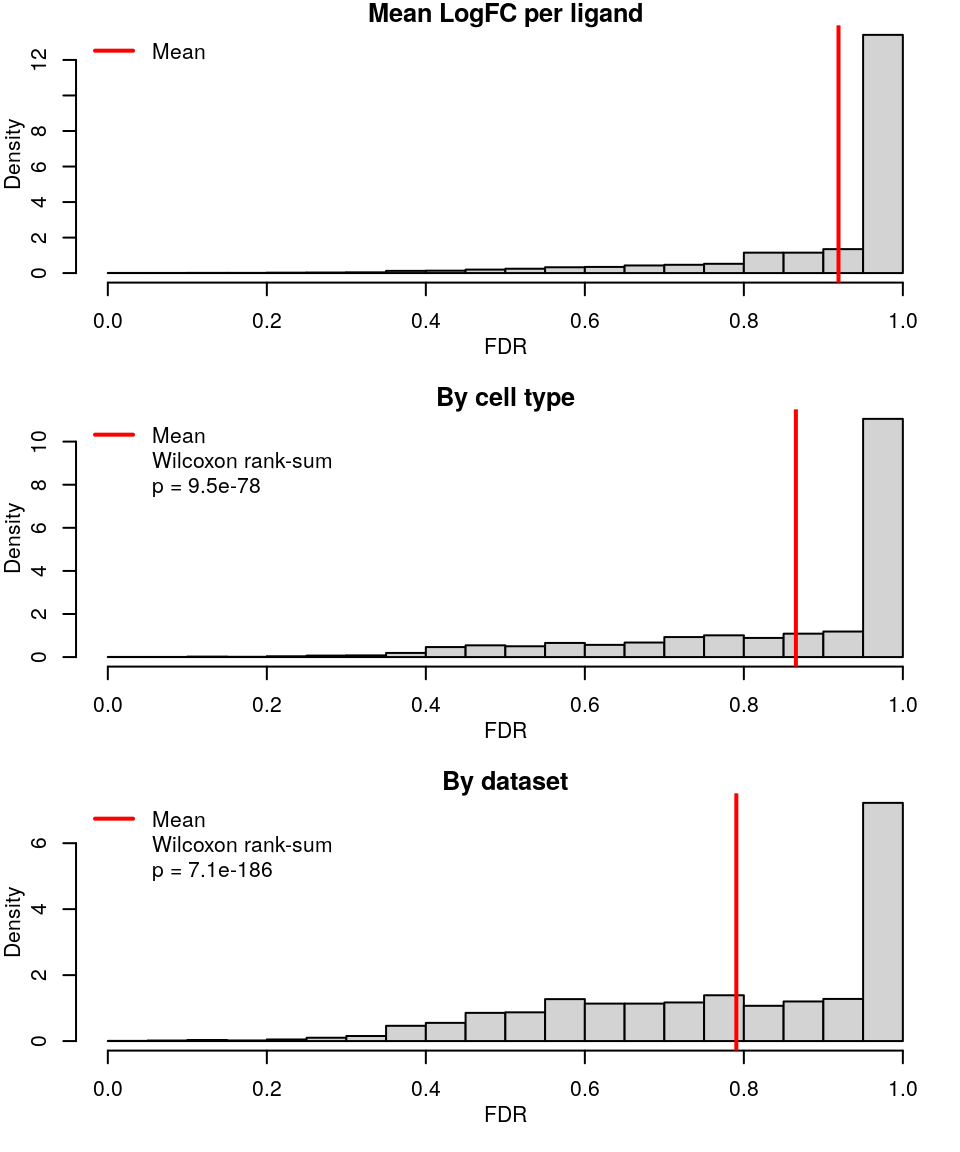 Mean LogFC per ligand
Mean
Density
0 2 4 6 8 12
0.0 0.2 0.4 0.6 0.8 1.0
FDR
By cell type
Mean
Wilcoxon rank-sum
p = 9.5e-78
Density
0 2 4 6 8 10
0.0 0.2 0.4 0.6 0.8 1.0
FDR
By dataset
Mean
Wilcoxon rank-sum
p = 7.1e-186
Density
0 2 4 6
0.0 0.2 0.4 0.6 0.8 1.0
FDR